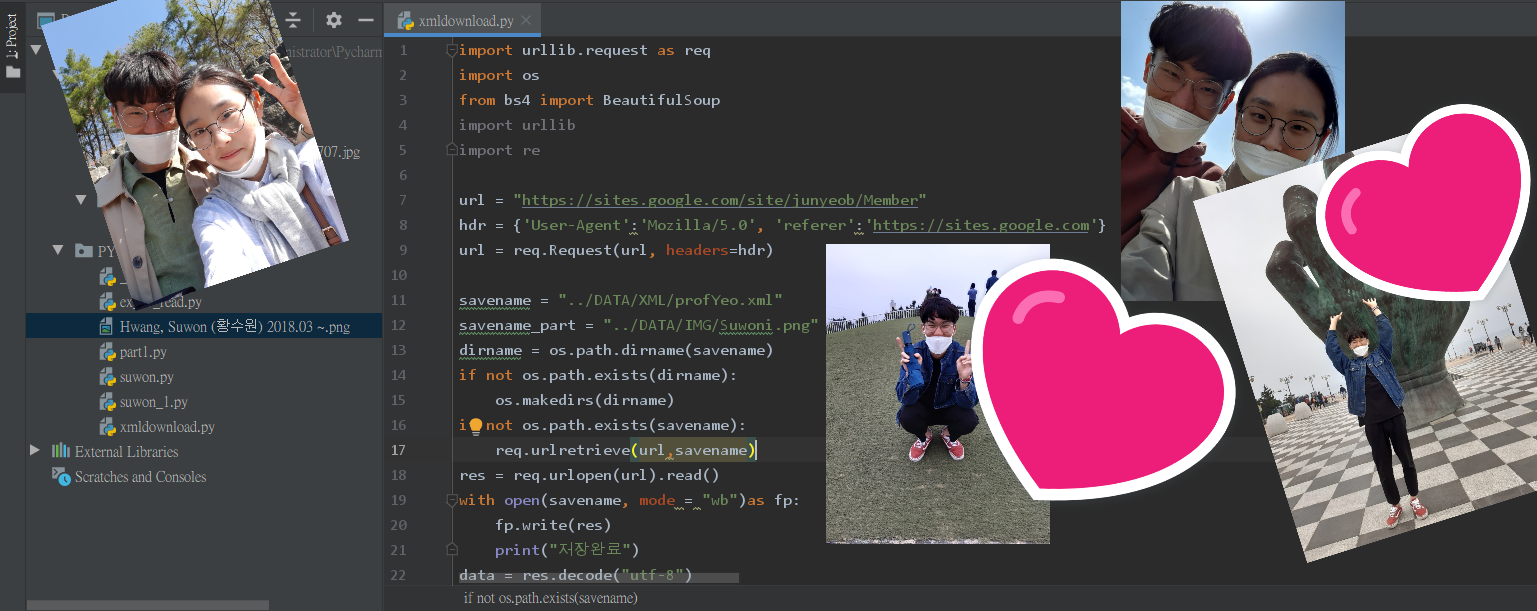 1: Project
nistrator\Pycharm
707.jpg
PY
read.py
Hwang, Suwon (황수원) 2018.03 ~.png
part1.py
suwon.py
suwon_1.py
xmldownload.py
External Libraries
Scratches and Consoles
xmldownload.py
1 import urllib.request as req
2 import os
3 from bs4 import BeautifulSoup
4 import urllib
5 import re
6
7 url = "https://sites.google.com/site/junyeob/Member"
8 hdr = {'User-Agent':'Mozilla/5.0', 'referer':'https://sites.google.com'}
9 url = req.Request(url, headers=hdr)
10
11 savename = "../DATA/XML/profYeo.xml"
12 savename_part = "../DATA/IMG/Suwoni.png"
13 dirname = os.path.dirname(savename)
14 if not os.path.exists(dirname):
15 os.makedirs(dirname)
16 i not os.path.exists(savename):
17 req.urlretrieve(url,savename)
18 res = req.urlopen(url).read()
19 with open(savename, mode = "wb")as fp:
20 fp.write(res)
21 print("저장완료")
22 data = res.decode("utf-8")
if not os.path.exists(savename)